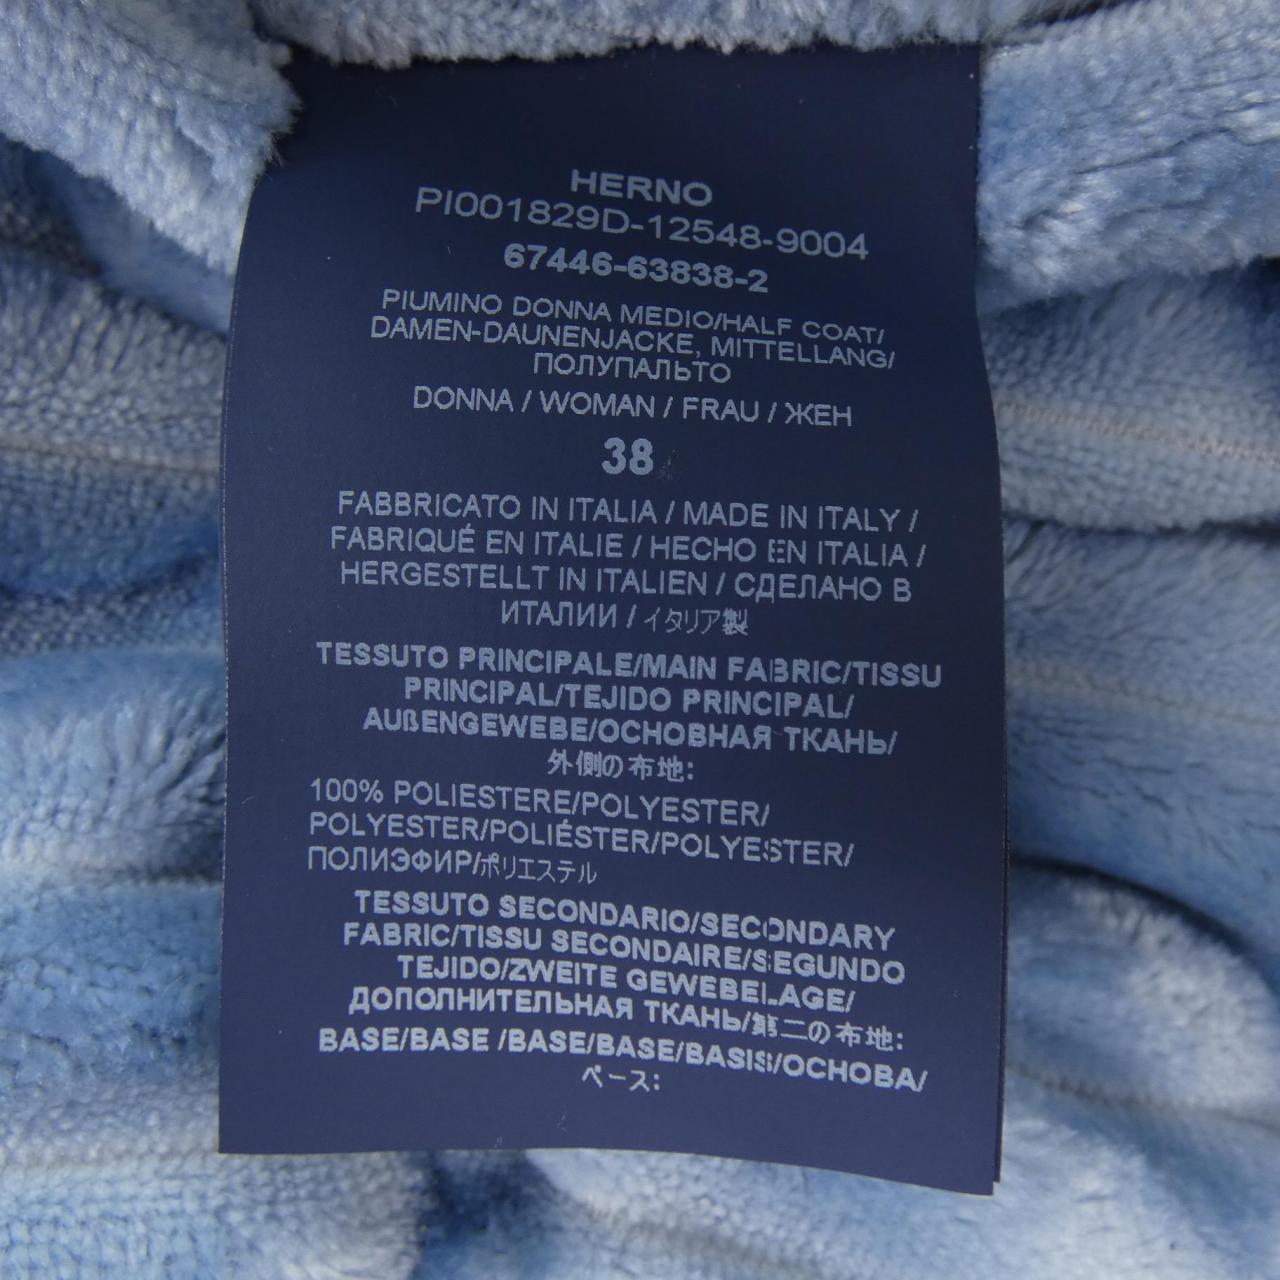 HERNO
PI001829D-12548-9004
67446-63838-2
PIUMINO DONNA MEDIO/HALF COAT/
DAMEN-DAUNENJACKE, MITTELLANG/
ПОЛУПАЛЬТО
DONNA / WOMAN / FRAU / ЖЕН
38
FABBRICATO IN ITALIA / MADE IN ITALY /
FABRIQUÉ EN ITALIE / HECHO EN ITALIA /
HERGESTELLT IN ITALIEN / СДЕЛАНО В
ИТАЛИИ / イタリア製
TESSUTO PRINCIPALE/MAIN FABRIC/TISSU
PRINCIPAL/TEJIDO PRINCIPAL/
AUßENGEWEBE/ОСНОВНАЯ ТКАНЬ/
外側の布地:
100% POLIESTERE/POLYESTER/
POLYESTER/POLIÉSTER/POLYESTER/
ПОЛИЭФИР/ポリエステル
TESSUTO SECONDARIO/SECONDARY
FABRIC/TISSU SECONDAIRE/SEGUNDO
TEJIDO/ZWEITE GEWEBELAGE/
ДОПОЛНИТЕЛЬНАЯ ТКАНЬ/第二の布地:
BASE/BASE /BASE/BASE/BASIS/ОСНОВА/
ベース: